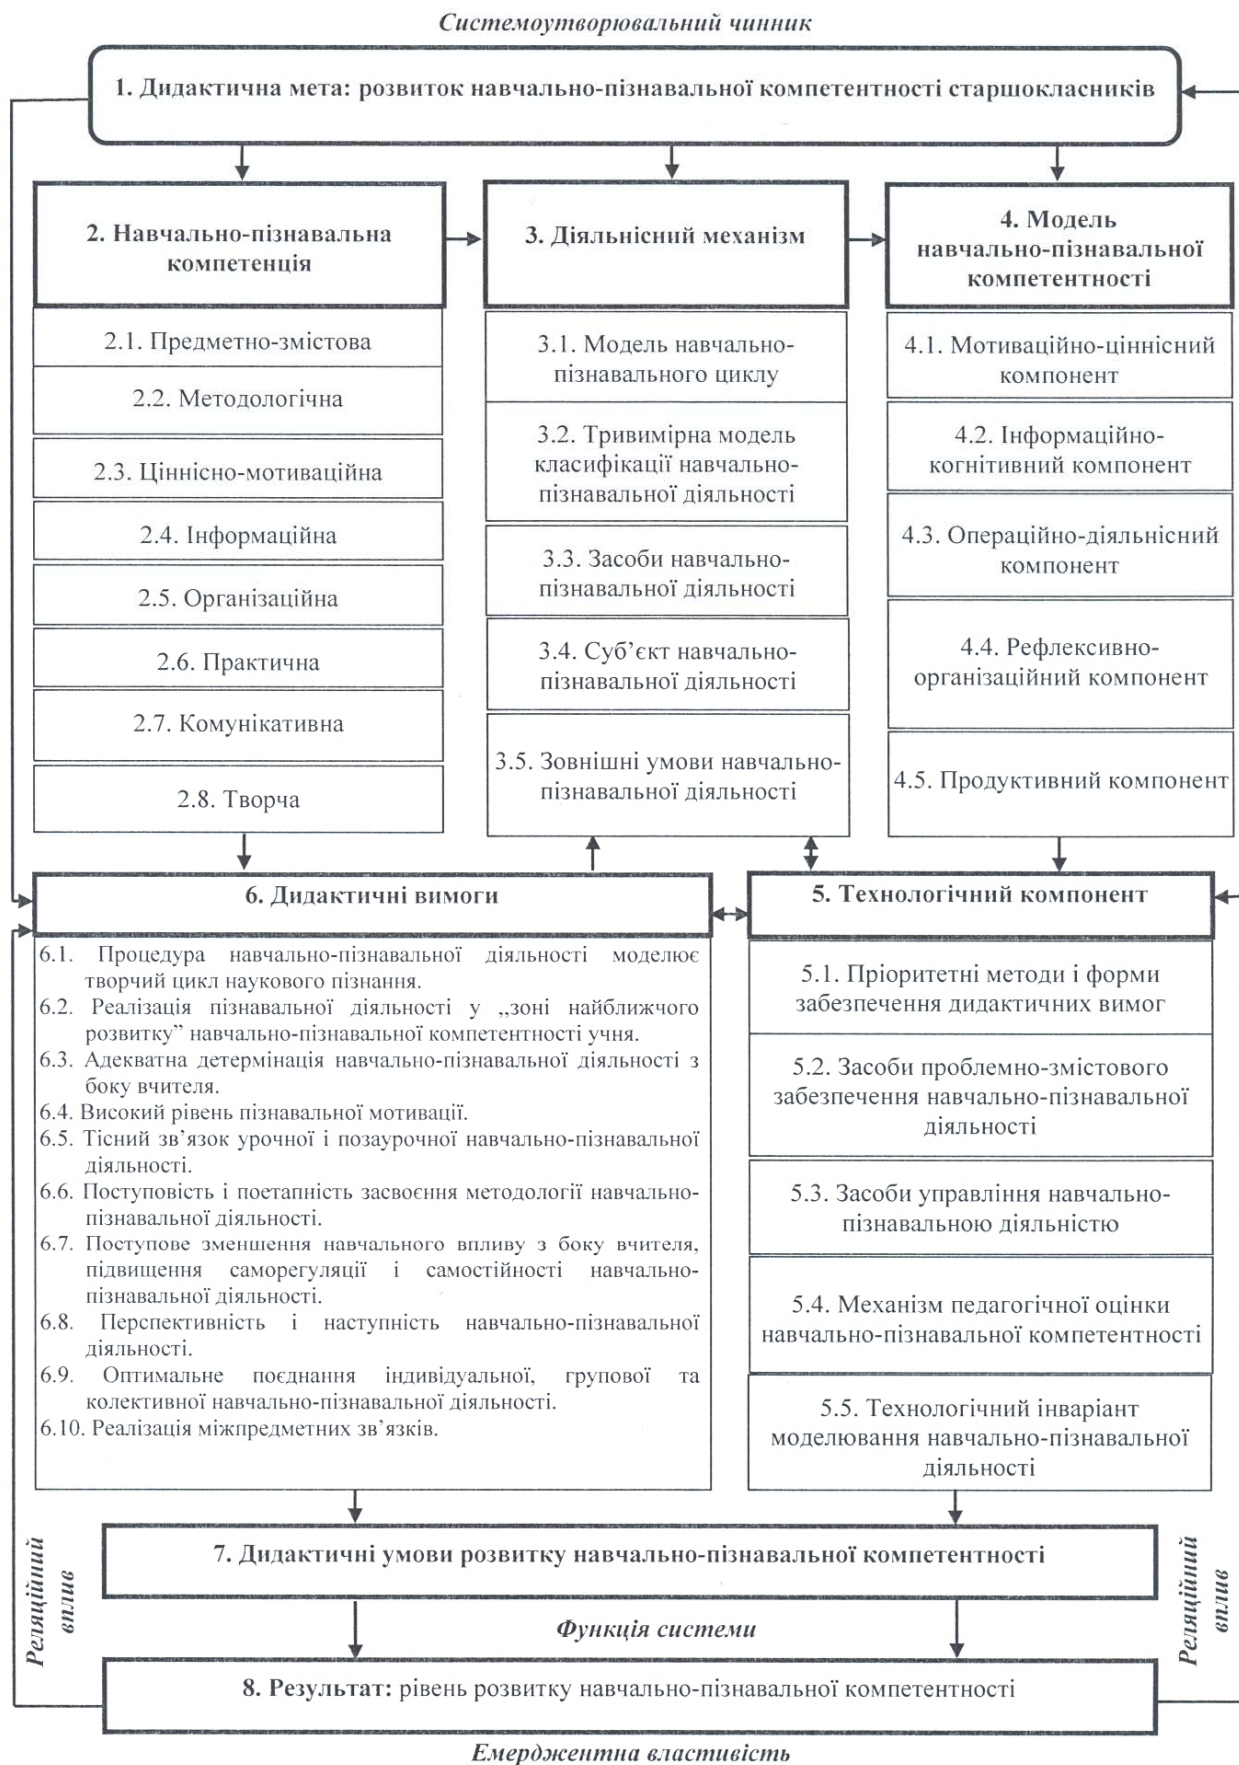 Системоутворювальний чинник
1. Дидактична мета: розвиток навчально-пізнавальної компетентності старшокласників
2. Навчально-пізнавальна
компетенція
2.1. Предметно-змістова
2.2. Методологічна
2.3. Ціннісно-мотиваційна
2.4. Інформаційна
2.5. Організаційна
2.6. Практична
2.7. Комунікативна
2.8. Творча
3. Діяльнісний механізм
3.1. Модель навчально-
пізнавального циклу
3.2. Тривимірна модель
класифікації навчально-
пізнавальної діяльності
3.3. Засоби навчально-
пізнавальної діяльності
3.4. Суб’єкт навчально-
пізнавальної діяльності
3.5. Зовнішні умови навчально-
пізнавальної діяльності
4. Модель
навчально-пізнавальної
компетентності
4.1. Мотиваційно-ціннісний
компонент
4.2. Інформаційно-
когнітивний компонент
4.3. Операційно-діяльнісний
компонент
4.4. Рефлексивно-
організаційний компонент
4.5. Продуктивний компонент
6. Дидактичні вимоги
6.1. Процедура навчально-пізнавальної діяльності моделює
творчий цикл наукового пізнання.
6.2. Реалізація пізнавальної діяльності у „зоні найближчого
розвитку” навчально-пізнавальної компетентності учня.
6.3. Адекватна детермінація навчально-пізнавальної діяльності з
боку вчителя.
6.4. Високий рівень пізнавальної мотивації.
6.5. Тісний зв’язок урочної і позаурочної навчально-пізнавальної
діяльності.
6.6. Поступовість і поетапність засвоєння методології навчально-
пізнавальної діяльності.
6.7. Поступове зменшення навчального впливу з боку вчителя,
підвищення саморегуляції і самостійності навчально-
пізнавальної діяльності.
6.8. Перспективність і наступність навчально-пізнавальної
діяльності.
6.9. Оптимальне поєднання індивідуальної, групової та
колективної навчально-пізнавальної діяльності.
6.10. Реалізація міжпредметних зв’язків.
5. Технологічний компонент
5.1. Пріоритетні методи і форми
забезпечення дидактичних вимог
5.2. Засоби проблемно-змістового
забезпечення навчально-пізнавальної
діяльності
5.3. Засоби управління навчально-
пізнавальною діяльністю
5.4. Механізм педагогічної оцінки
навчально-пізнавальної компетентності
5.5. Технологічний інваріант
моделювання навчально-пізнавальної
діяльності
Реляційний
вплив
7. Дидактичні умови розвитку навчально-пізнавальної компетентності
Реляційний
вплив
Функція системи
8. Результат: рівень розвитку навчально-пізнавальної компетентності
Емерджентна властивість